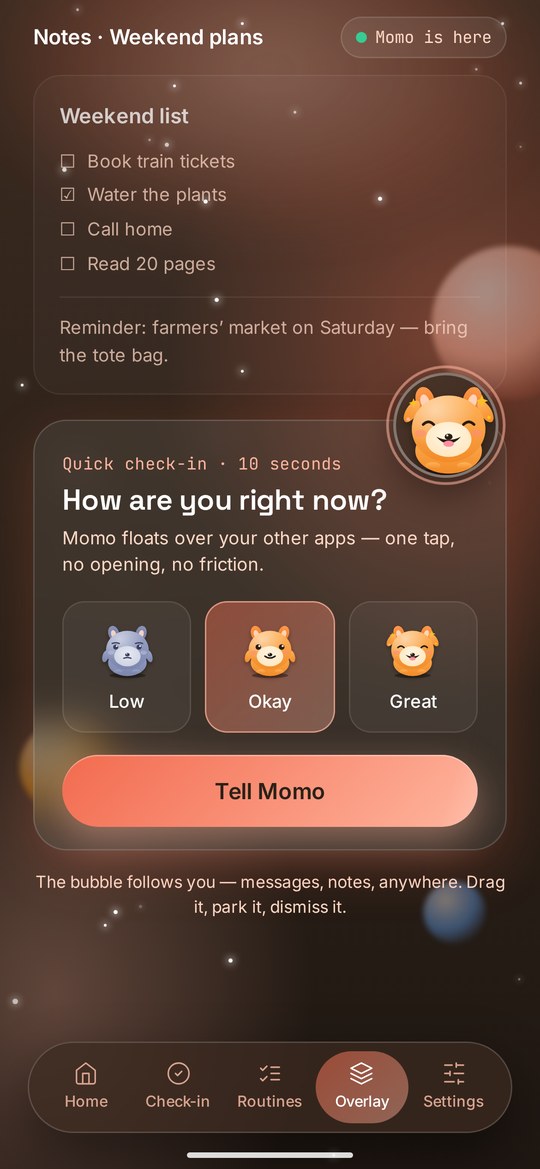 Notes · Weekend plans
Momo is here
Weekend list
☐ Book train tickets
☑ Water the plants
☐ Call home
☐ Read 20 pages
Reminder: farmers’ market on Saturday — bring
the tote bag.
Quick check-in · 10 seconds
How are you right now?
Momo floats over your other apps — one tap,
no opening, no friction.
Low
Okay
Great
Tell Momo
The bubble follows you — messages, notes, anywhere. Drag
it, park it, dismiss it.
Home
Check-in
Routines
Overlay
Settings